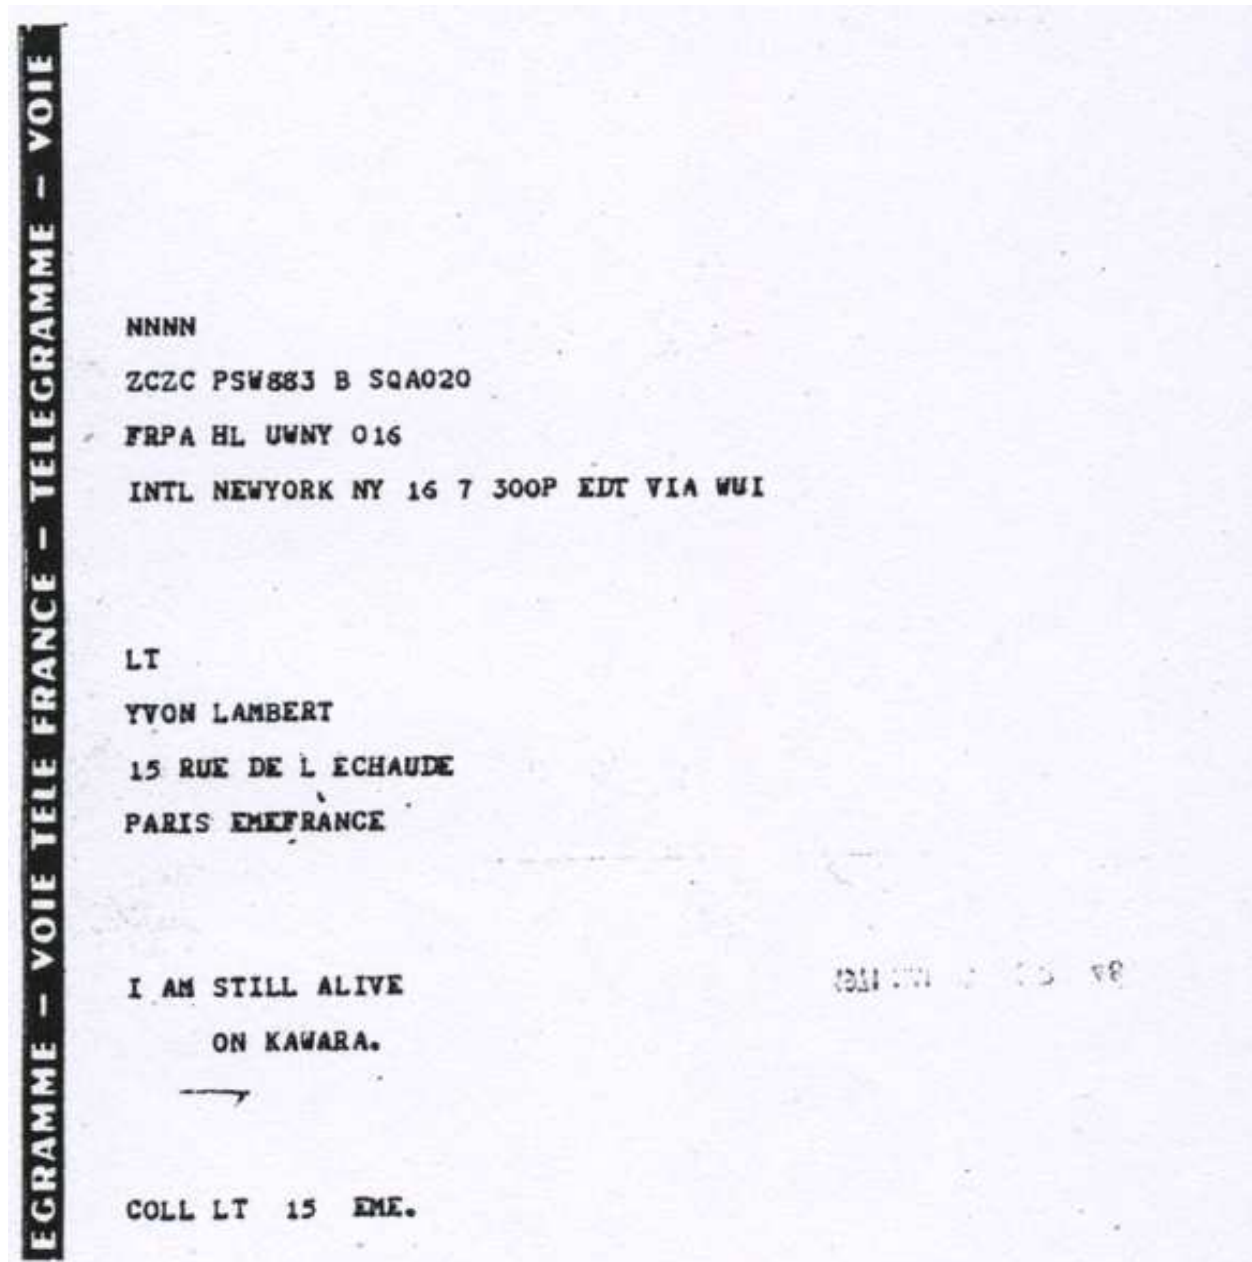 EGRAMME – VOIE TELE FRANCE – TELEGRAMME – VOIE
NNNN
ZCZC PSW883 B SQA020
FRPA HL UWNY 016
INTL NEWYORK NY 16 7 300P EDT VIA WUI
LT
YVON LAMBERT
15 RUE DE L ECHAUDE
PARIS EMEFRANCE
I AM STILL ALIVE
ON KAWARA.
COLL LT 15 EME.